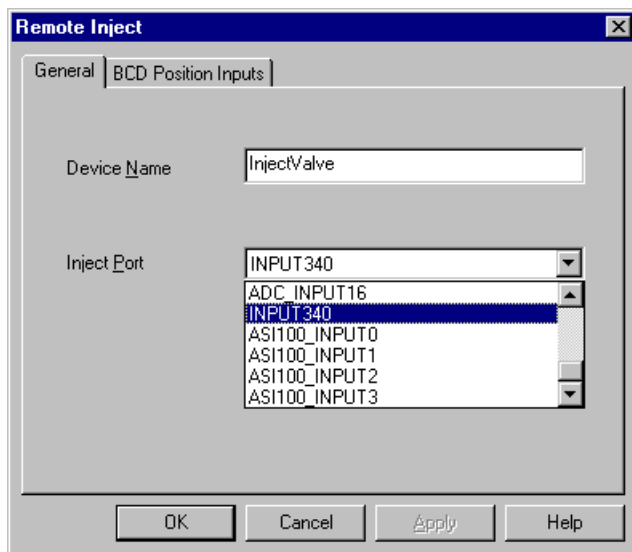 Remote Inject
General BCD Position Inputs
Device Name InjectValve
Inject Port INPUT340
ADC_INPUT16
INPUT340
ASI100_INPUT0
ASI100_INPUT1
ASI100_INPUT2
ASI100_INPUT3
OK Cancel Apply Help